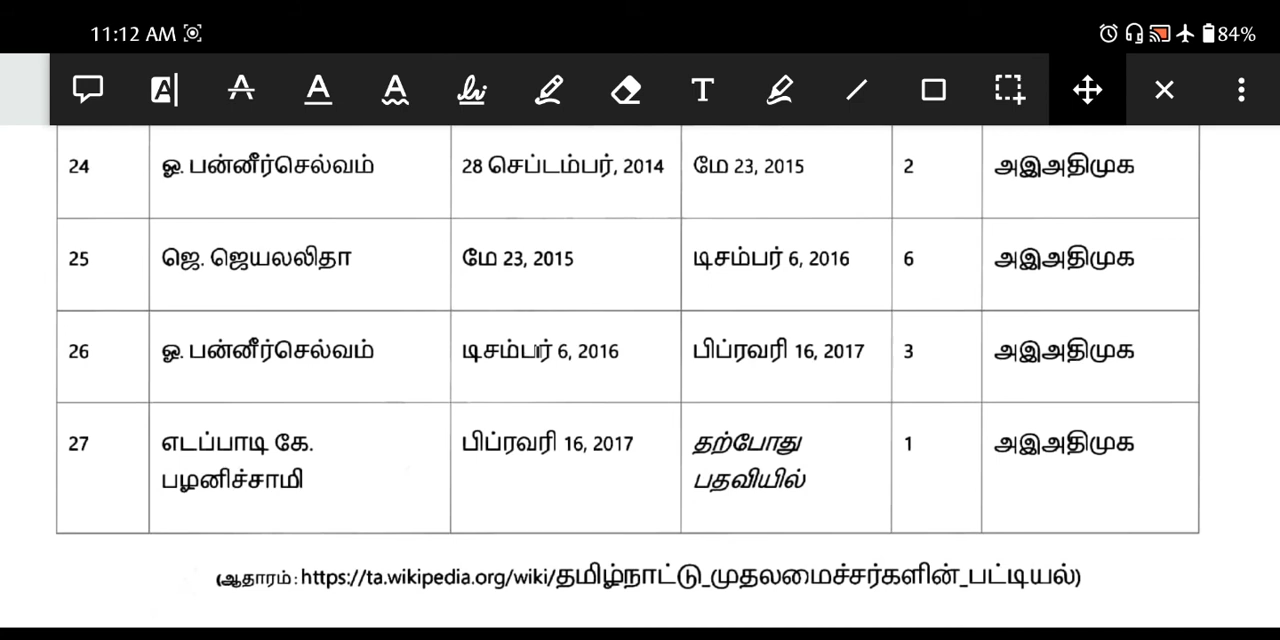 11:12 AM 84%
24 ஓ. பன்னீர்செல்வம் 28 செப்டம்பர், 2014 மே 23, 2015 2 அஇஅதிமுக
25 ஜெ. ஜெயலலிதா மே 23, 2015 டிசம்பர் 6, 2016 6 அஇஅதிமுக
26 ஓ. பன்னீர்செல்வம் டிசம்பர் 6, 2016 பிப்ரவரி 16, 2017 3 அஇஅதிமுக
27 எடப்பாடி கே. பிப்ரவரி 16, 2017 தற்போது 1 அஇஅதிமுக
பழனிச்சாமி பதவியில்
(ஆதாரம் : https://ta.wikipedia.org/wiki/தமிழ்நாட்டு_முதலமைச்சர்களின்_பட்டியல்)